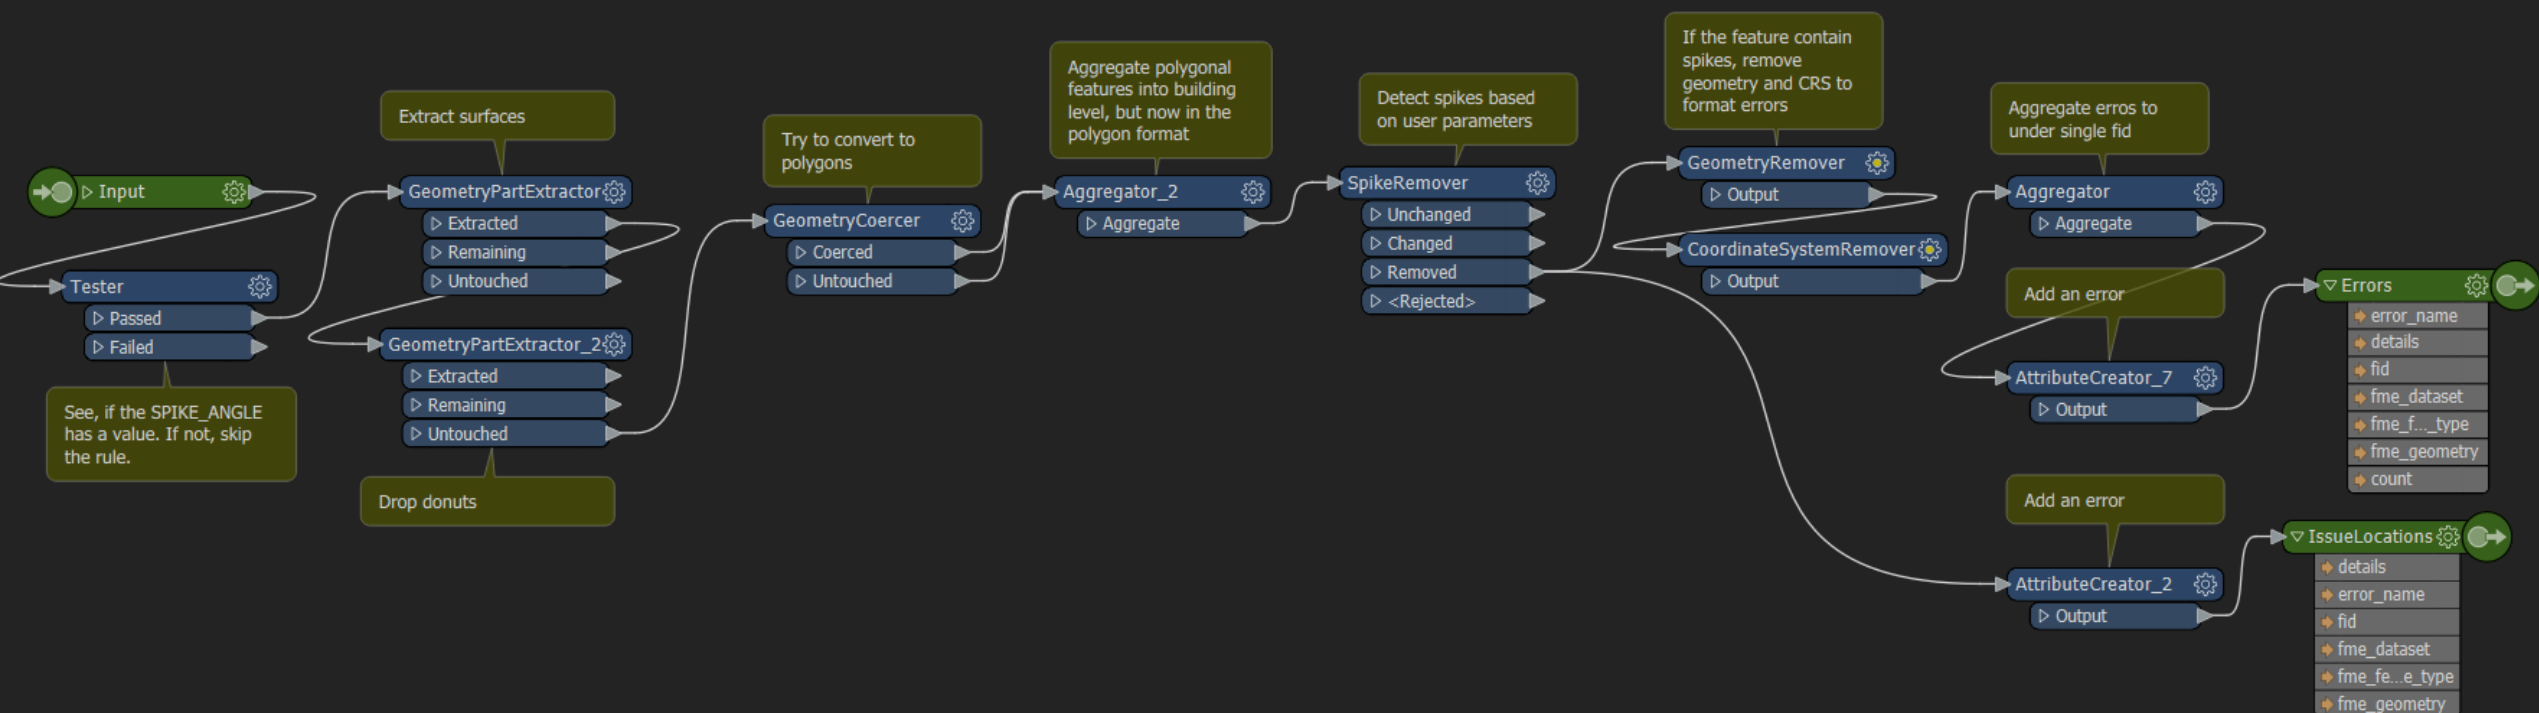 Input
Tester
Passed
Failed
See, if the SPIKE_ANGLE
has a value. If not, skip
the rule.
Extract surfaces
GeometryPartExtractor
Extracted
Remaining
Untouched
GeometryPartExtractor_2
Extracted
Remaining
Untouched
Drop donuts
Try to convert to
polygons
GeometryCoercer
Coerced
Untouched
Aggregate polygonal
features into building
level, but now in the
polygon format
Aggregator_2
Aggregate
Detect spikes based
on user parameters
SpikeRemover
Unchanged
Changed
Removed
<Rejected>
If the feature contain
spikes, remove
geometry and CRS to
format errors
GeometryRemover
Output
CoordinateSystemRemover
Output
Aggregate erros to
under single fid
Aggregator
Aggregate
Add an error
AttributeCreator_7
Output
Errors
error_name
details
fid
fme_dataset
fme_f..._type
fme_geometry
count
Add an error
AttributeCreator_2
Output
IssueLocations
details
error_name
fid
fme_dataset
fme_fe...e_type
fme_geometry